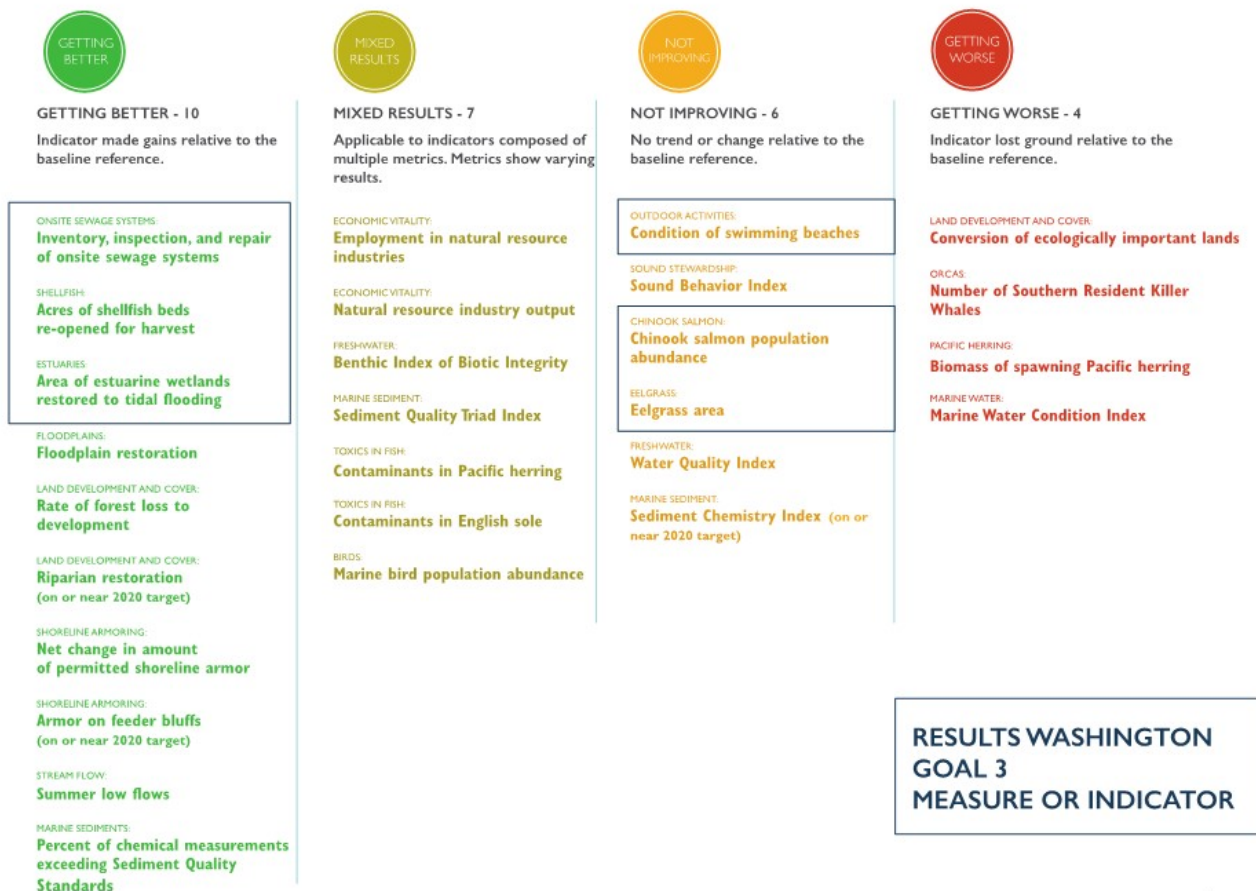 GETTING
BETTER
GETTING BETTER - 10
Indicator made gains relative to the
baseline reference.
ONSITE SEWAGE SYSTEMS:
Inventory, inspection, and repair
of onsite sewage systems
SHELLFISH:
Acres of shellfish beds
re-opened for harvest
ESTUARIES:
Area of estuarine wetlands
restored to tidal flooding
FLOODPLAINS:
Floodplain restoration
LAND DEVELOPMENT AND COVER:
Rate of forest loss to
development
LAND DEVELOPMENT AND COVER:
Riparian restoration
(on or near 2020 target)
SHORELINE ARMORING:
Net change in amount
of permitted shoreline armor
SHORELINE ARMORING:
Armor on feeder bluffs
(on or near 2020 target)
STREAM FLOW:
Summer low flows
MARINE SEDIMENTS:
Percent of chemical measurements
exceeding Sediment Quality
Standards
MIXED
RESULTS
MIXED RESULTS - 7
Applicable to indicators composed of
multiple metrics. Metrics show varying
results.
ECONOMIC VITALITY:
Employment in natural resource
industries
ECONOMIC VITALITY:
Natural resource industry output
FRESHWATER:
Benthic Index of Biotic Integrity
MARINE SEDIMENT:
Sediment Quality Triad Index
TOXICS IN FISH:
Contaminants in Pacific herring
TOXICS IN FISH:
Contaminants in English sole
BIRDS:
Marine bird population abundance
NOT
IMPROVING
NOT IMPROVING - 6
No trend or change relative to the
baseline reference.
OUTDOOR ACTIVITIES:
Condition of swimming beaches
SOUND STEWARDSHIP:
Sound Behavior Index
CHINOOK SALMON:
Chinook salmon population
abundance
EELGRASS:
Eelgrass area
FRESHWATER:
Water Quality Index
MARINE SEDIMENT:
Sediment Chemistry Index (on or
near 2020 target)
GETTING
WORSE
GETTING WORSE - 4
Indicator lost ground relative to the
baseline reference.
LAND DEVELOPMENT AND COVER:
Conversion of ecologically important lands
ORCAS:
Number of Southern Resident Killer
Whales
PACIFIC HERRING:
Biomass of spawning Pacific herring
MARINE WATER:
Marine Water Condition Index
RESULTS WASHINGTON
GOAL 3
MEASURE OR INDICATOR